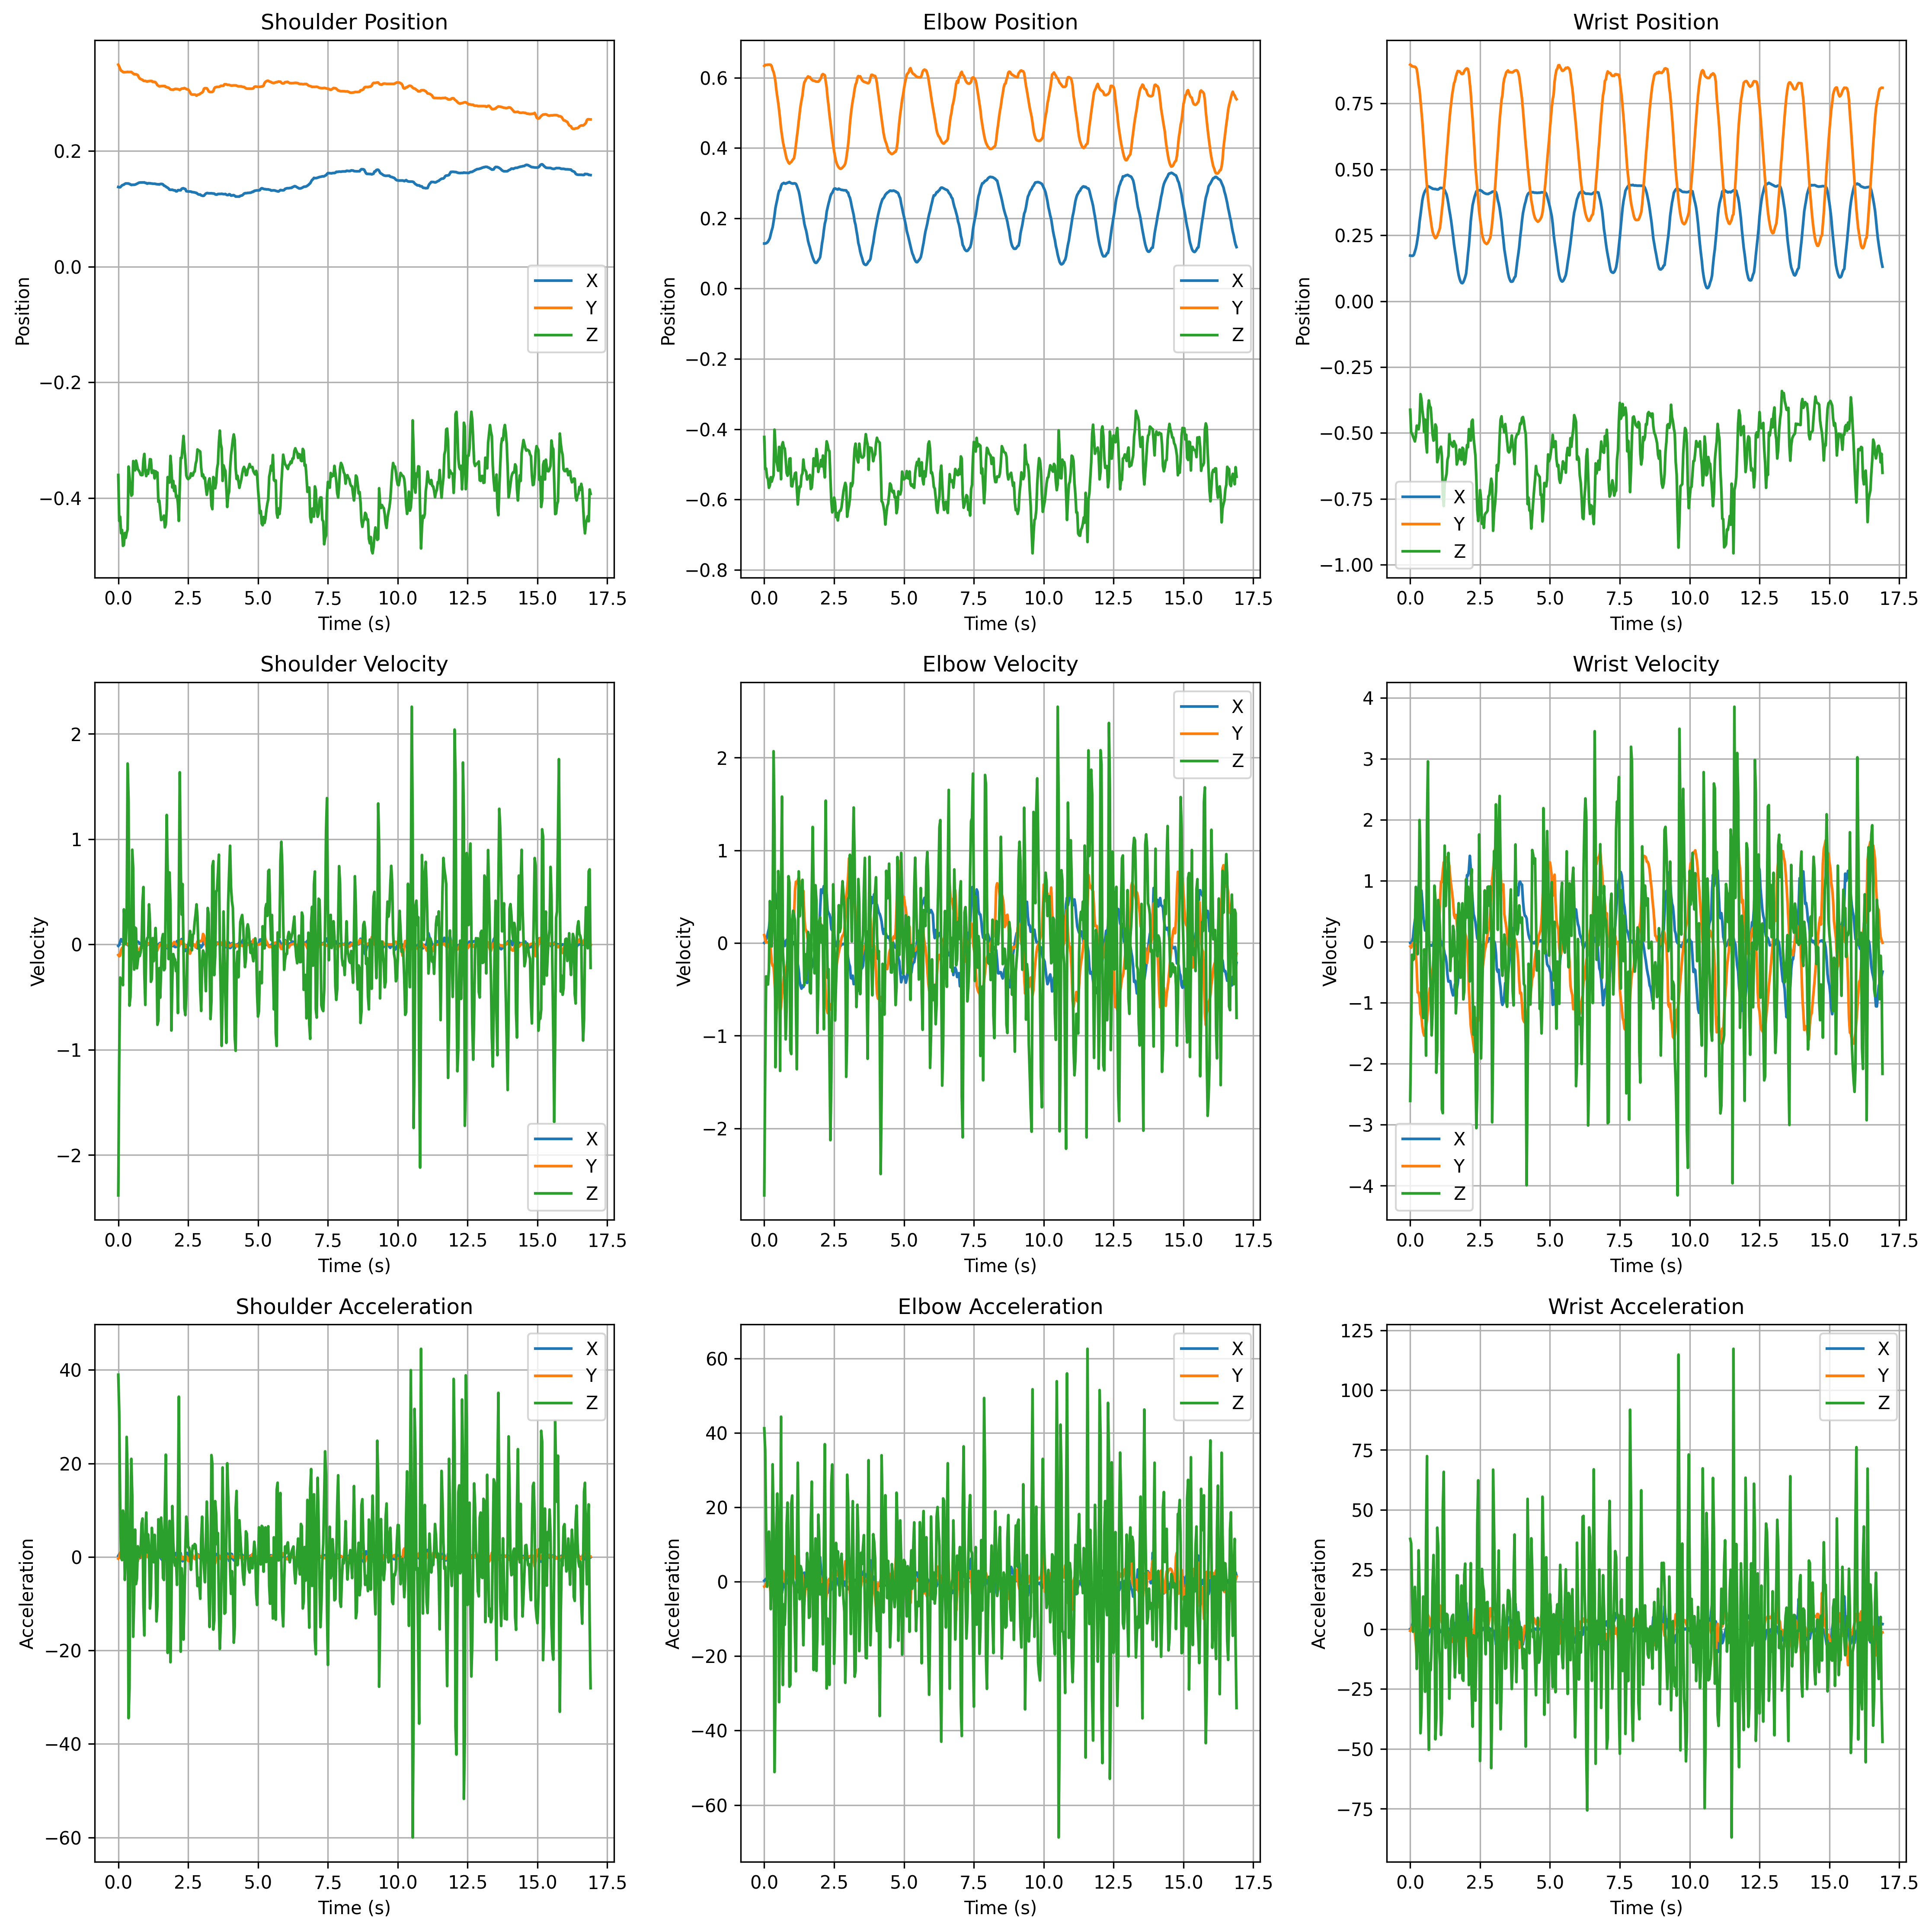 Shoulder Position
Position
0.2
0.0
−0.2
−0.4
X
Y
Z
0.0 2.5 5.0 7.5 10.0 12.5 15.0 17.5
Time (s)
Elbow Position
Position
0.6
0.4
0.2
0.0
−0.2
−0.4
−0.6
−0.8
X
Y
Z
0.0 2.5 5.0 7.5 10.0 12.5 15.0 17.5
Time (s)
Wrist Position
Position
0.75
0.50
0.25
0.00
−0.25
−0.50
−0.75
−1.00
X
Y
Z
0.0 2.5 5.0 7.5 10.0 12.5 15.0 17.5
Time (s)
Shoulder Velocity
Velocity
2
1
0
−1
−2
X
Y
Z
0.0 2.5 5.0 7.5 10.0 12.5 15.0 17.5
Time (s)
Elbow Velocity
Velocity
2
1
0
−1
−2
X
Y
Z
0.0 2.5 5.0 7.5 10.0 12.5 15.0 17.5
Time (s)
Wrist Velocity
Velocity
4
3
2
1
0
−1
−2
−3
−4
X
Y
Z
0.0 2.5 5.0 7.5 10.0 12.5 15.0 17.5
Time (s)
Shoulder Acceleration
Acceleration
40
20
0
−20
−40
−60
X
Y
Z
0.0 2.5 5.0 7.5 10.0 12.5 15.0 17.5
Time (s)
Elbow Acceleration
Acceleration
60
40
20
0
−20
−40
−60
X
Y
Z
0.0 2.5 5.0 7.5 10.0 12.5 15.0 17.5
Time (s)
Wrist Acceleration
Acceleration
125
100
75
50
25
0
−25
−50
−75
X
Y
Z
0.0 2.5 5.0 7.5 10.0 12.5 15.0 17.5
Time (s)